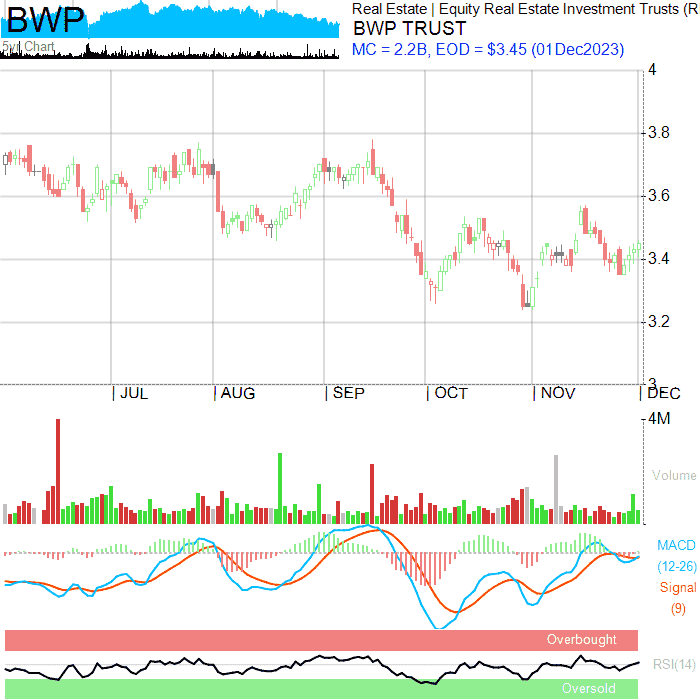 BWP
5yr Chart
Real Estate | Equity Real Estate Investment Trusts (R
BWP TRUST
MC = 2.2B, EOD = $3.45 (01Dec2023)
4
3.8
3.6
3.4
3.2
3
JUL AUG SEP OCT NOV DEC
4M
Volume
MACD
(12-26)
Signal
(9)
Overbought
RSI(14)
Oversold